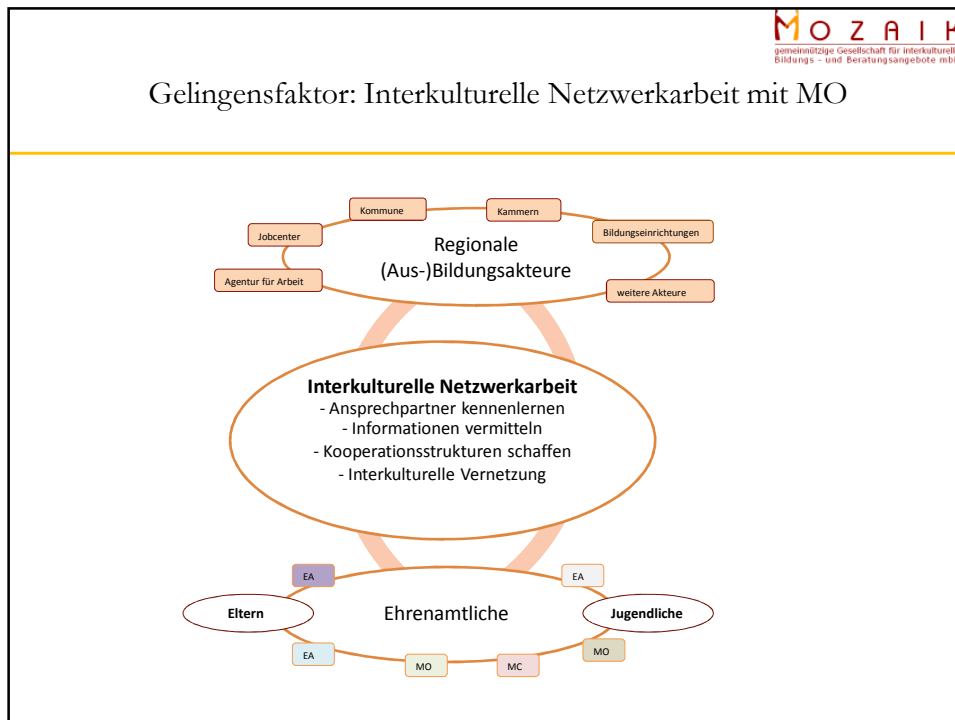 MOZAIK
gemeinnützige Gesellschaft für interkulturelle
Bildungs - und Beratungsangebote mbH
Gelingensfaktor: Interkulturelle Netzwerkarbeit mit MO
Kommune
Kammern
Jobcenter
Bildungseinrichtungen
Regionale
(Aus-)Bildungsakteure
Agentur für Arbeit
weitere Akteure
Interkulturelle Netzwerkarbeit
- Ansprechpartner kennenlernen
- Informationen vermitteln
- Kooperationsstrukturen schaffen
- Interkulturelle Vernetzung
EA
EA
Eltern
Ehrenamtliche
Jugendliche
EA
MO
MC
MO